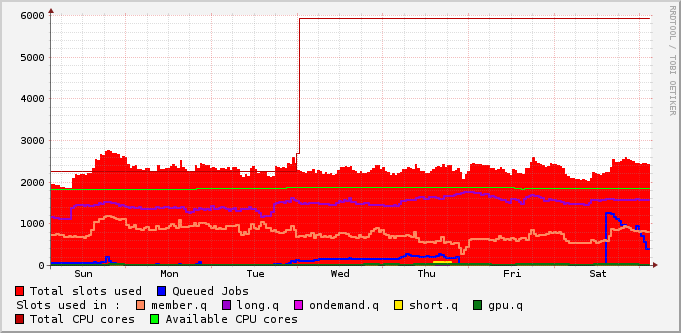 6000
5000
4000
3000
2000
1000
0
Sun Mon Tue Wed Thu Fri Sat
Total slots used Queued Jobs
Slots used in : member.q long.q ondemand.q short.q gpu.q
Total CPU cores Available CPU cores
RRDTOOL / TOBI OETIKER